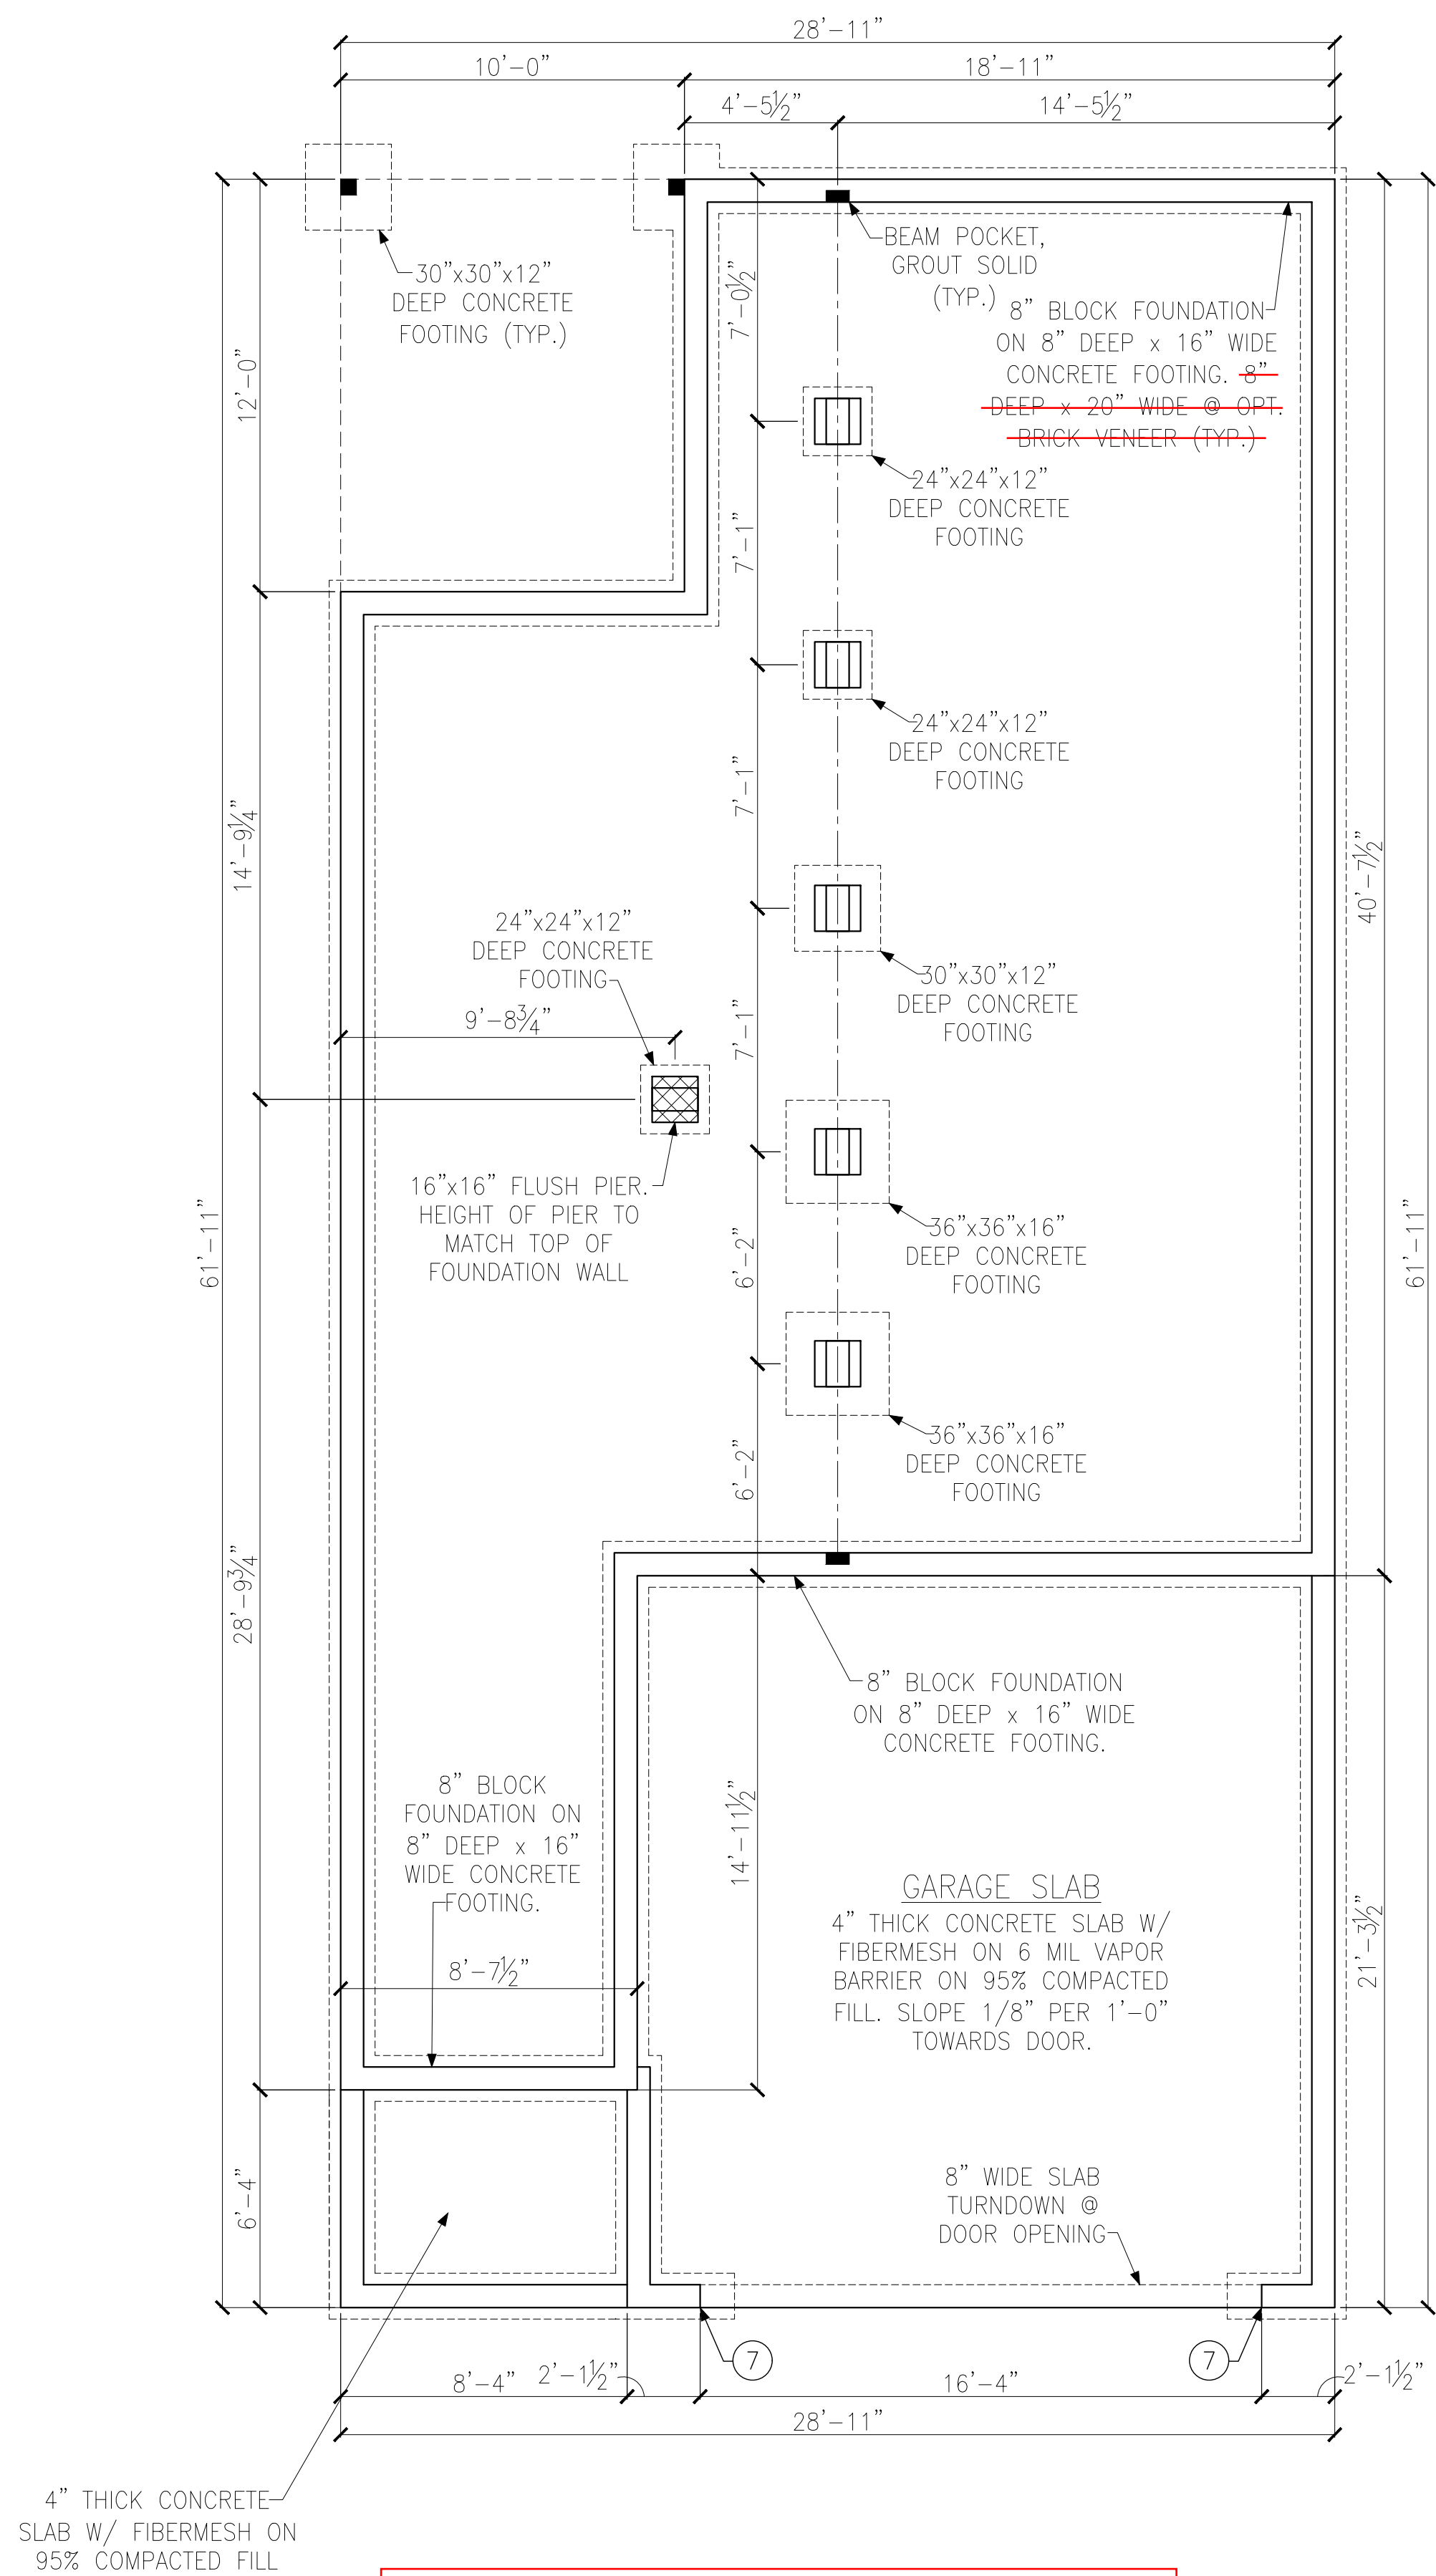 28'-11"
10'-0"
18'-11"
4'-5½"
14'-5½"
BEAM POCKET,
GROUT SOLID
(TYP.)
30"x30"x12"
DEEP CONCRETE
FOOTING (TYP.)
8" BLOCK FOUNDATION
ON 8" DEEP x 16" WIDE
CONCRETE FOOTING. 8"
DEEP x 20" WIDE @ OPT.
BRICK VENEER (TYP.)
7'-0½"
12'-0"
24"x24"x12"
DEEP CONCRETE
FOOTING
7'-1"
24"x24"x12"
DEEP CONCRETE
FOOTING
7'-1"
14'-9¼"
40'-7½"
24"x24"x12"
DEEP CONCRETE
FOOTING
30"x30"x12"
DEEP CONCRETE
FOOTING
9'-8¾"
7'-1"
16"x16" FLUSH PIER.
HEIGHT OF PIER TO
MATCH TOP OF
FOUNDATION WALL
61'-11"
61'-11"
36"x36"x16"
DEEP CONCRETE
FOOTING
6'-2"
36"x36"x16"
DEEP CONCRETE
FOOTING
6'-2"
28'-9¾"
8" BLOCK FOUNDATION
ON 8" DEEP x 16" WIDE
CONCRETE FOOTING.
8" BLOCK
FOUNDATION ON
8" DEEP x 16"
WIDE CONCRETE
FOOTING.
14'-11½"
GARAGE SLAB
4" THICK CONCRETE SLAB W/
FIBERMESH ON 6 MIL VAPOR
BARRIER ON 95% COMPACTED
FILL. SLOPE 1/8" PER 1'-0"
TOWARDS DOOR.
21'-3½"
8'-7½"
6'-4"
8" WIDE SLAB
TURNDOWN @
DOOR OPENING
7
7
8'-4"
2'-1½"
16'-4"
2'-1½"
28'-11"
4" THICK CONCRETE
SLAB W/ FIBERMESH ON
95% COMPACTED FILL